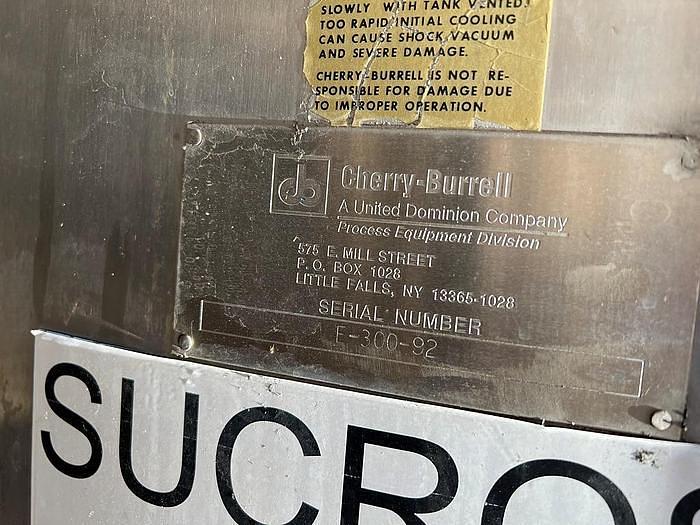 SLOWLY WITH TANK VENTED.
TOO RAPID INITIAL COOLING
CAN CAUSE SHOCK, VACUUM
AND SEVERE DAMAGE.
CHERRY-BURRELL IS NOT RE-
SPONSIBLE FOR DAMAGE DUE
TO IMPROPER OPERATION.
cb
Cherry-Burrell
A United Dominion Company
Process Equipment Division
575 E. MILL STREET
P. O. BOX 1028
LITTLE FALLS, NY 13365-1028
SERIAL NUMBER
E-300-92
SUCROS